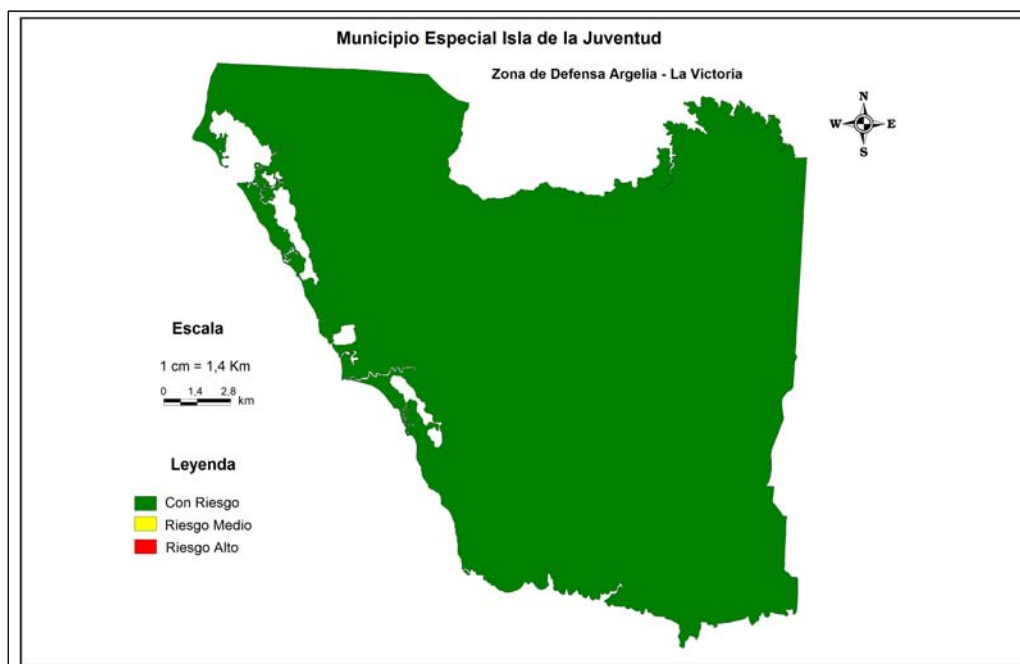 Municipio Especial Isla de la Juventud
Zona de Defensa Argelia - La Victoria
N
W E
S
Escala
1 cm = 1,4 Km
0 1,4 2,8
km
Leyenda
Con Riesgo
Riesgo Medio
Riesgo Alto